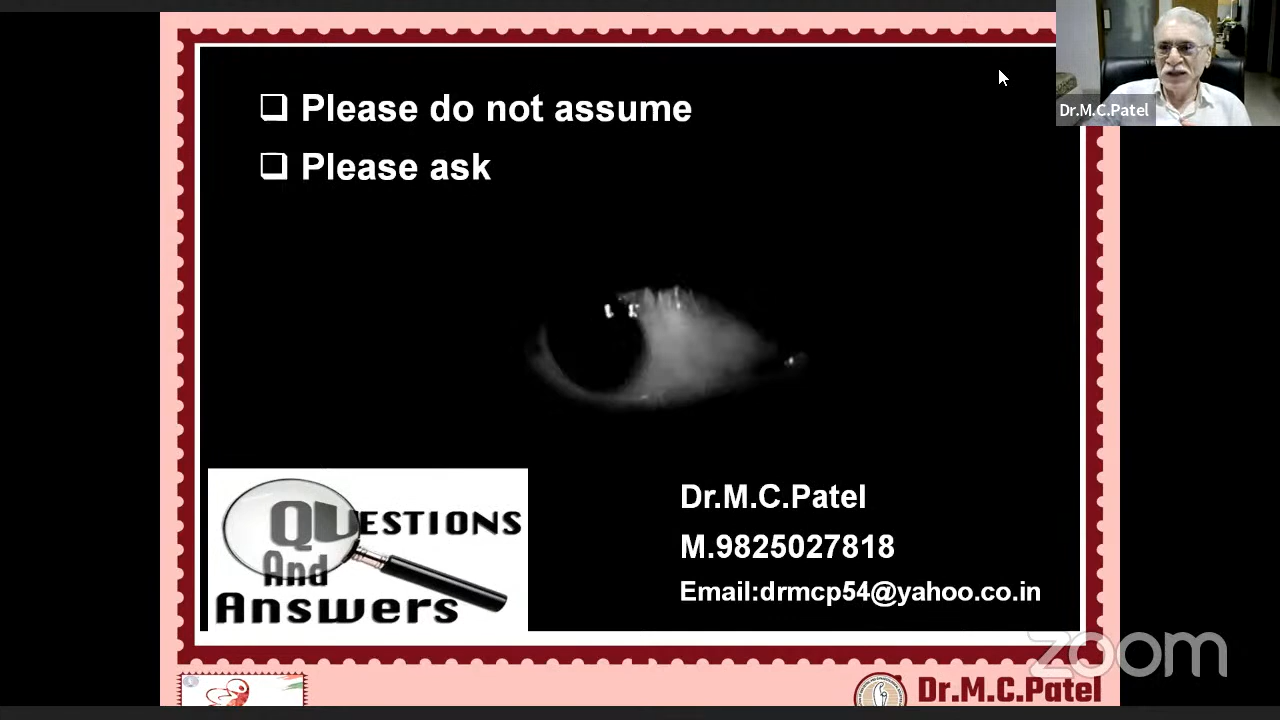 Please do not assume
Please ask
Dr.M.C.Patel
QUESTIONS
And
Answers
Dr.M.C.Patel
M.9825027818
Email:drmcp54@yahoo.co.in
zoom
Dr.M.C.Patel